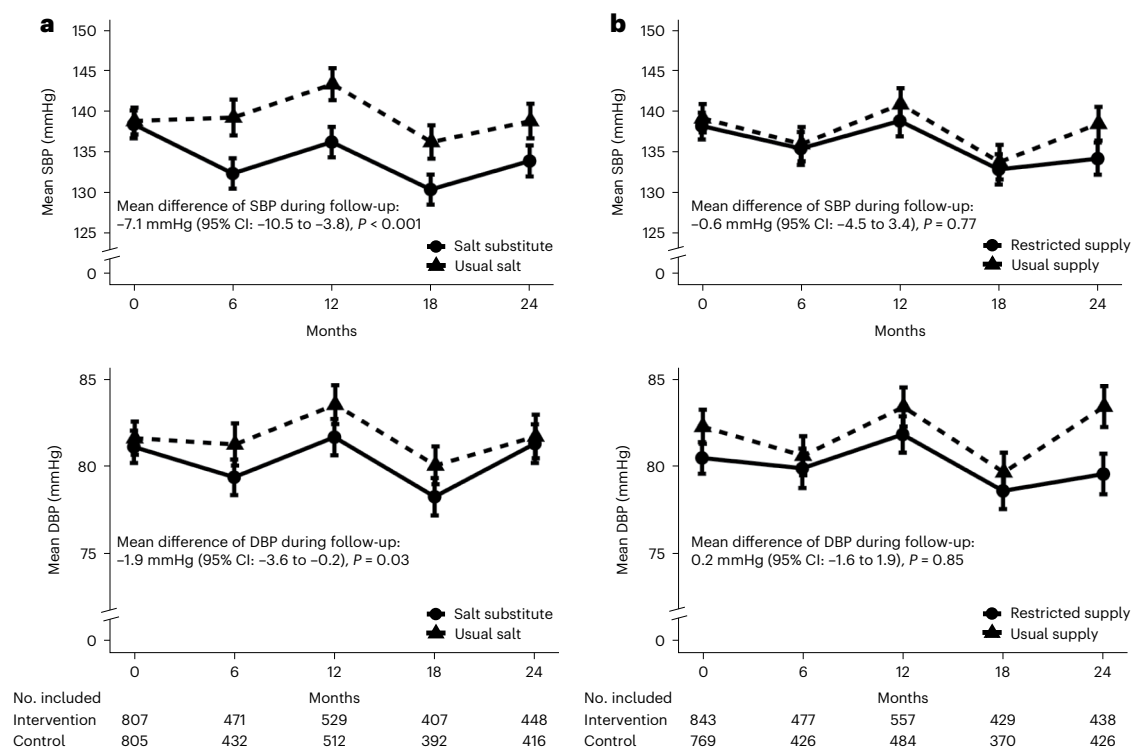 a
150
145
140
135
130
125
0
Mean SBP (mmHg)
Mean difference of SBP during follow-up:
–7.1 mmHg (95% CI: –10.5 to –3.8), P < 0.001
Salt substitute
Usual salt
0 6 12 18 24
Months
b
150
145
140
135
130
125
0
Mean SBP (mmHg)
Mean difference of SBP during follow-up:
–0.6 mmHg (95% CI: –4.5 to 3.4), P = 0.77
Restricted supply
Usual supply
0 6 12 18 24
Months
85
80
75
0
Mean DBP (mmHg)
Mean difference of DBP during follow-up:
–1.9 mmHg (95% CI: –3.6 to –0.2), P = 0.03
Salt substitute
Usual salt
0 6 12 18 24
Months
No. included
Intervention 807 471 529 407 448
Control 805 432 512 392 416
85
80
75
0
Mean DBP (mmHg)
Mean difference of DBP during follow-up:
0.2 mmHg (95% CI: –1.6 to 1.9), P = 0.85
Restricted supply
Usual supply
0 6 12 18 24
Months
No. included
Intervention 843 477 557 429 438
Control 769 426 484 370 426